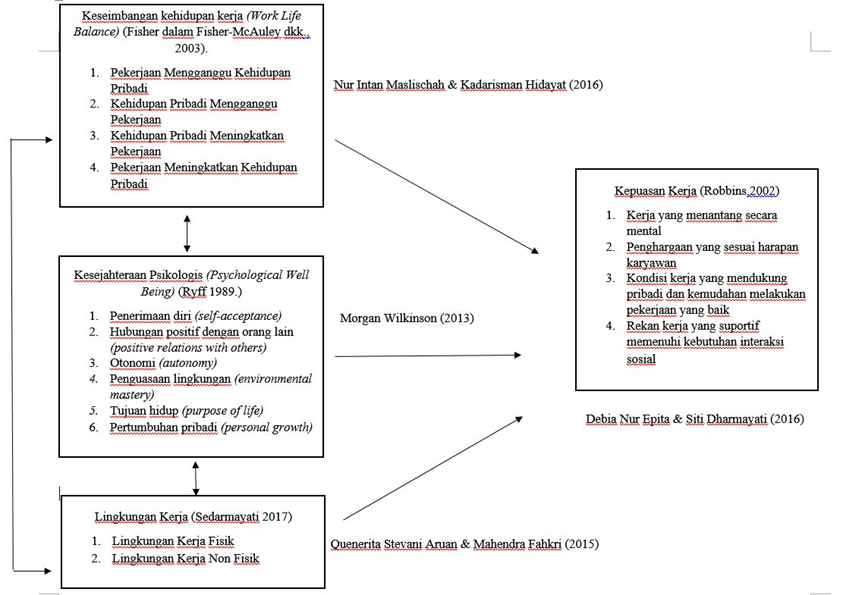 Keseimbangan kehidupan kerja (Work Life
Balance) (Fisher dalam Fisher-McAuley dkk.,
2003).
1. Pekerjaan Mengganggu Kehidupan
Pribadi
2. Kehidupan Pribadi Mengganggu
Pekerjaan
3. Kehidupan Pribadi Meningkatkan
Pekerjaan
4. Pekerjaan Meningkatkan Kehidupan
Pribadi
Nur Intan Maslischah & Kadarisman Hidayat (2016)
Kesejahteraan Psikologis (Psychological Well
Being) (Ryff 1989.)
1. Penerimaan diri (self-acceptance)
2. Hubungan positif dengan orang lain
(positive relations with others)
3. Otonomi (autonomy)
4. Penguasaan lingkungan (environmental
mastery)
5. Tujuan hidup (purpose of life)
6. Pertumbuhan pribadi (personal growth)
Morgan Wilkinson (2013)
Lingkungan Kerja (Sedarmayati 2017)
1. Lingkungan Kerja Fisik
2. Lingkungan Kerja Non Fisik
Quenerita Stevani Aruan & Mahendra Fahkri (2015)
Kepuasan Kerja (Robbins,2002)
1. Kerja yang menantang secara
mental
2. Penghargaan yang sesuai harapan
karyawan
3. Kondisi kerja yang mendukung
pribadi dan kemudahan melakukan
pekerjaan yang baik
4. Rekan kerja yang suportif
memenuhi kebutuhan interaksi
sosial
Debia Nur Epita & Siti Dharmayati (2016)